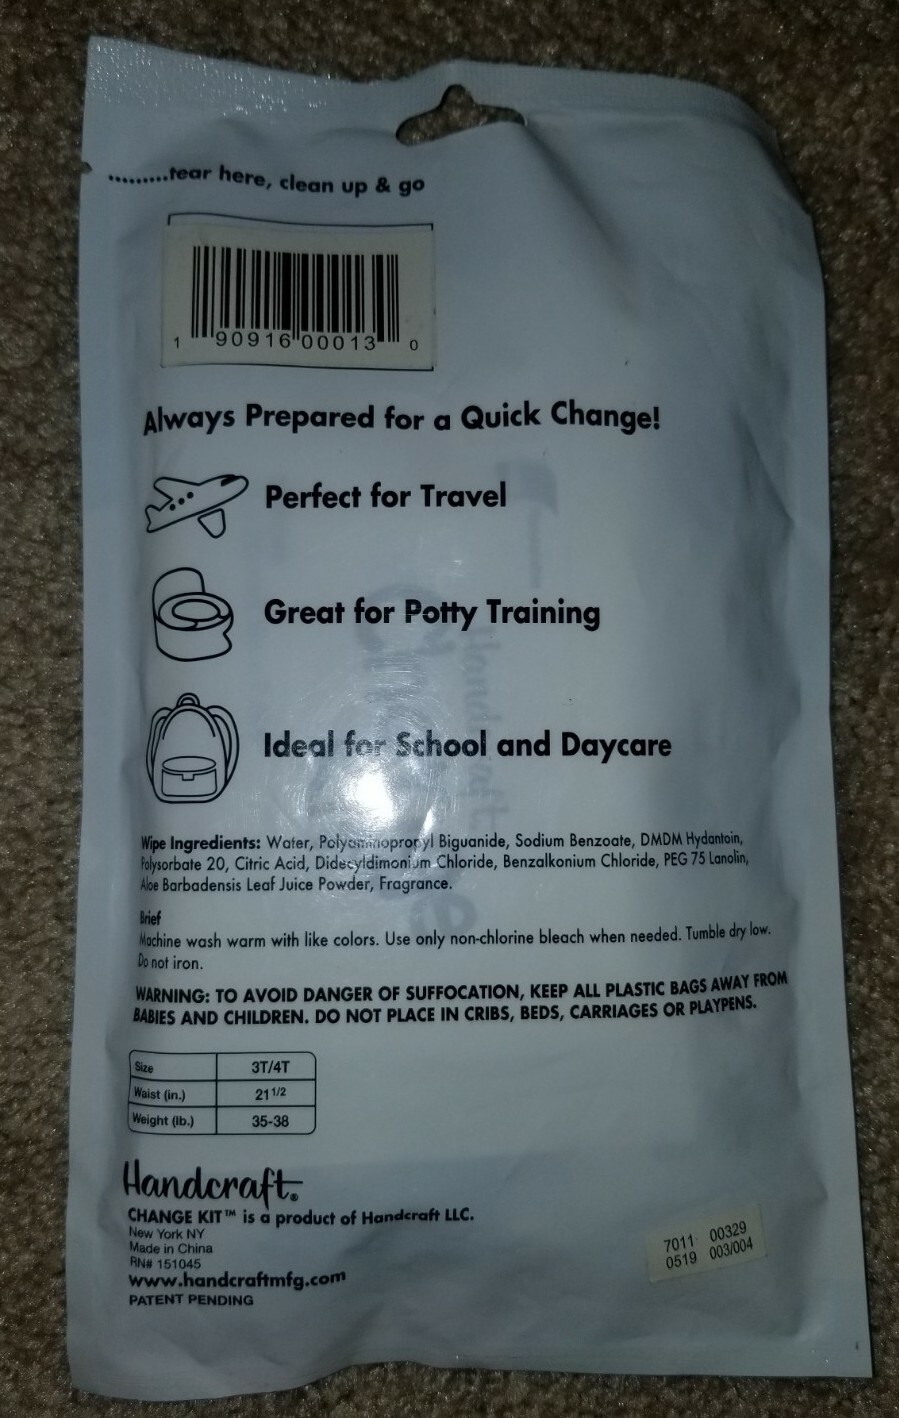 .........tear here, clean up & go
1 90916 00013 0
Always Prepared for a Quick Change!
Perfect for Travel
Great for Potty Training
Ideal for School and Daycare
Wipe Ingredients: Water, Polyaminopropryl Biguanide, Sodium Benzoate, DMDM Hydantoin,
Polysorbate 20, Citric Acid, Didecyldimonium Chloride, Benzalkonium Chloride, PEG 75 Lanolin,
Aloe Barbadensis Leaf Juice Powder, Fragrance.
Brief
Machine wash warm with like colors. Use only non-chlorine bleach when needed. Tumble dry low.
Do not iron.
WARNING: TO AVOID DANGER OF SUFFOCATION, KEEP ALL PLASTIC BAGS AWAY FROM
BABIES AND CHILDREN. DO NOT PLACE IN CRIBS, BEDS, CARRIAGES OR PLAYPENS.
Size 3T/4T
Waist (in.) 21 1/2
Weight (lb.) 35-38
Handcraft®
CHANGE KIT™ is a product of Handcraft LLC.
New York NY
Made in China
RN# 151045
www.handcraftmfg.com
PATENT PENDING
7011 00329
0519 003/004